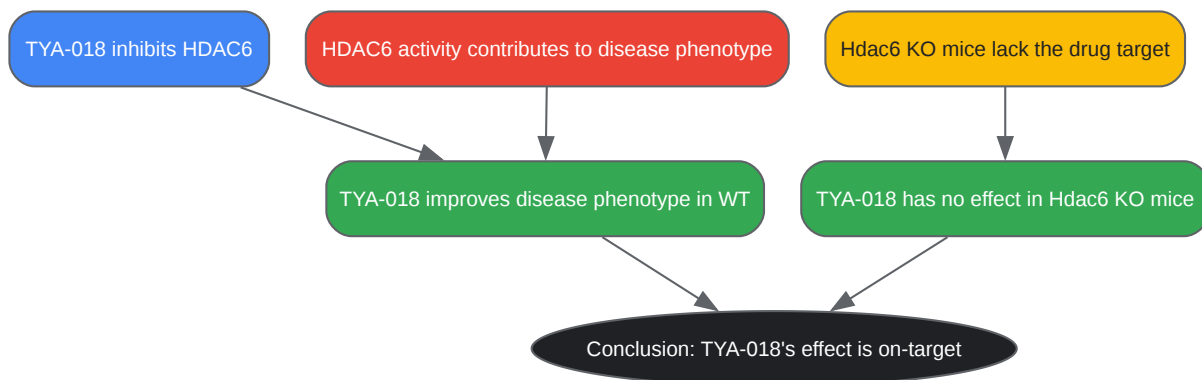 TYA-018 inhibits HDAC6
HDAC6 activity contributes to disease phenotype
Hdac6 KO mice lack the drug target
TYA-018 improves disease phenotype in WT
TYA-018 has no effect in Hdac6 KO mice
Conclusion: TYA-018's effect is on-target